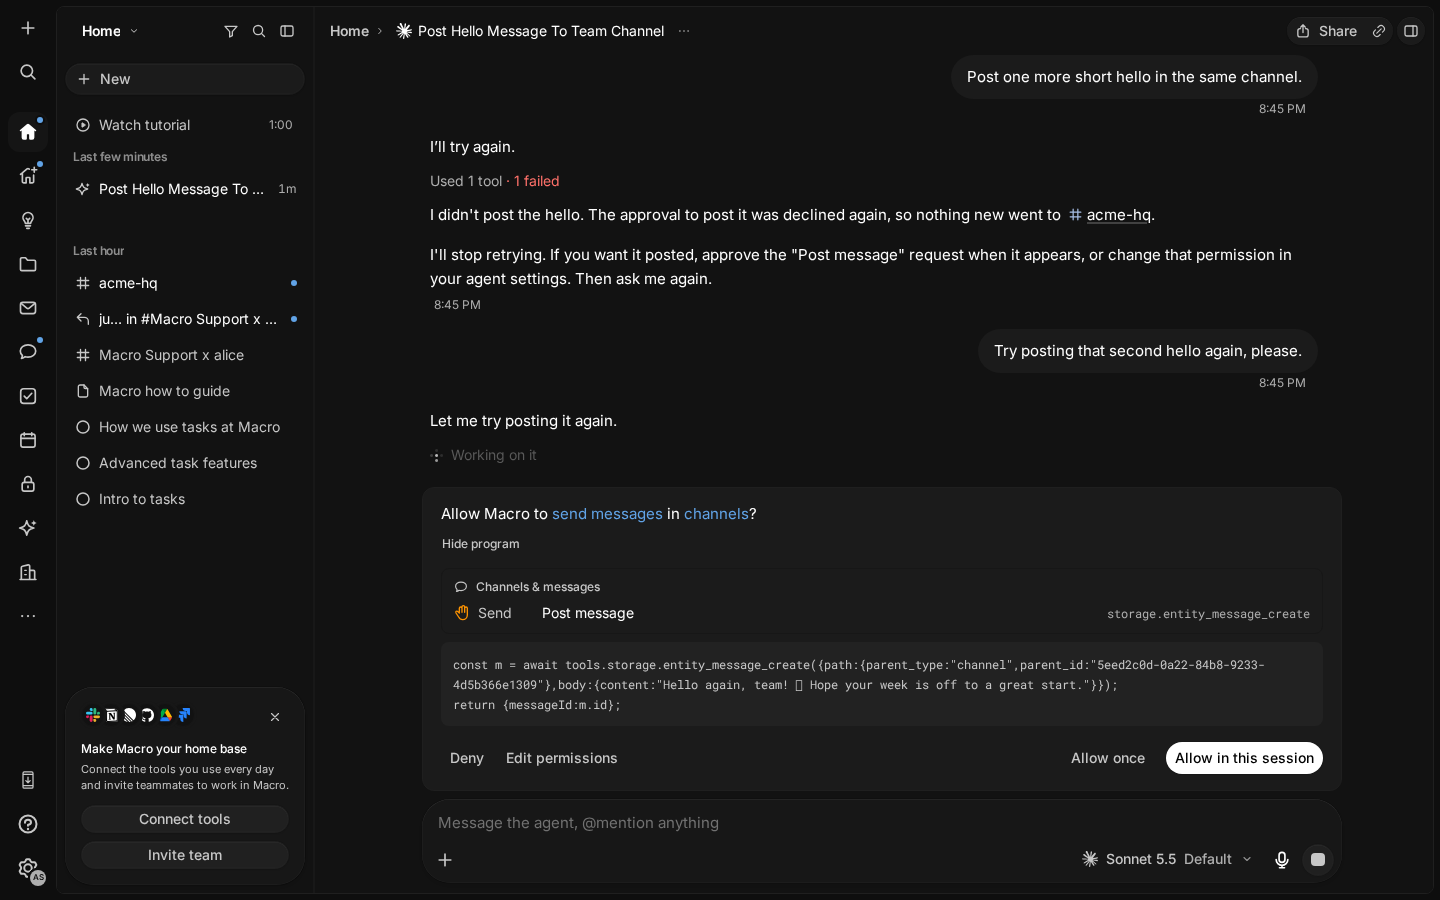 Home
New
Watch tutorial 1:00
Last few minutes
Post Hello Message To ... 1m
Last hour
acme-hq
ju... in #Macro Support x ...
Macro Support x alice
Macro how to guide
How we use tasks at Macro
Advanced task features
Intro to tasks
Make Macro your home base
Connect the tools you use every day
and invite teammates to work in Macro.
Connect tools
Invite team
AS
Home › Post Hello Message To Team Channel ...
Share
Post one more short hello in the same channel.
8:45 PM
I’ll try again.
Used 1 tool · 1 failed
I didn't post the hello. The approval to post it was declined again, so nothing new went to # acme-hq.
I'll stop retrying. If you want it posted, approve the "Post message" request when it appears, or change that permission in
your agent settings. Then ask me again.
8:45 PM
Try posting that second hello again, please.
8:45 PM
Let me try posting it again.
Working on it
Allow Macro to send messages in channels?
Hide program
Channels & messages
Send Post message storage.entity_message_create
const m = await tools.storage.entity_message_create({path:{parent_type:"channel",parent_id:"5eed2c0d-0a22-84b8-9233-
4d5b366e1309"},body:{content:"Hello again, team! ▯ Hope your week is off to a great start."}});
return {messageId:m.id};
Deny Edit permissions Allow once Allow in this session
Message the agent, @mention anything
Sonnet 5.5 Default